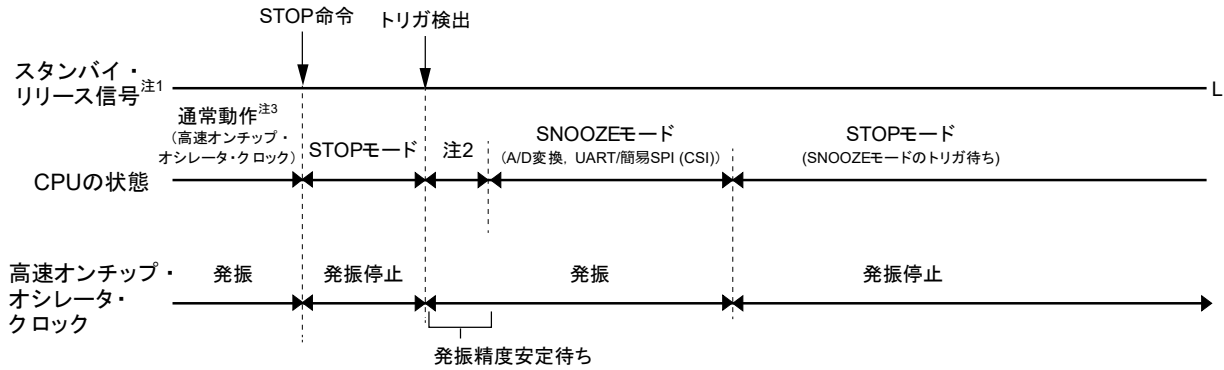 STOP命令 トリガ検出
スタンバイ・
リリース信号注1
L
通常動作注3
(高速オンチップ・
オシレータ・クロック)
STOPモード
注2
SNOOZEモード
(A/D変換，UART/簡易SPI (CSI))
STOPモード
(SNOOZEモードのトリガ待ち)
CPUの状態
高速オンチップ・
オシレータ・
クロック
発振 発振停止 発振 発振停止
発振精度安定待ち